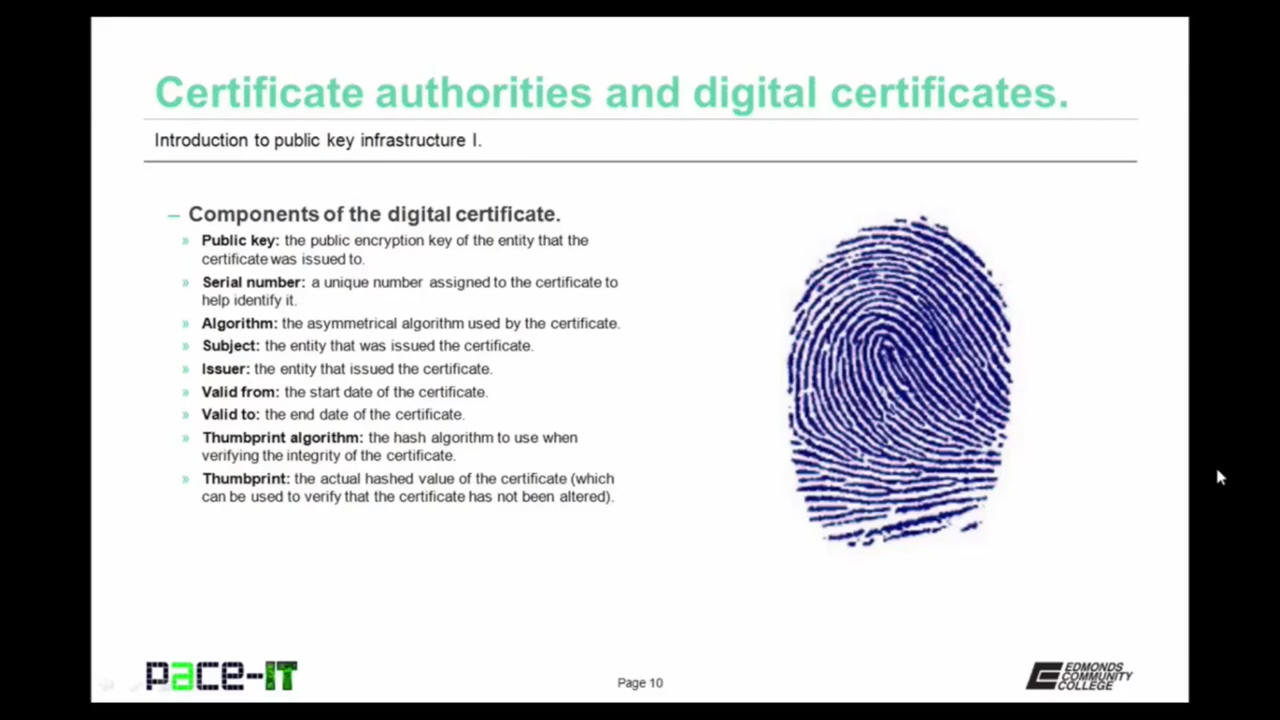 Certificate authorities and digital certificates.
Introduction to public key infrastructure I.
– Components of the digital certificate.
» Public key: the public encryption key of the entity that the
certificate was issued to.
» Serial number: a unique number assigned to the certificate to
help identify it.
» Algorithm: the asymmetrical algorithm used by the certificate.
» Subject: the entity that was issued the certificate.
» Issuer: the entity that issued the certificate.
» Valid from: the start date of the certificate.
» Valid to: the end date of the certificate.
» Thumbprint algorithm: the hash algorithm to use when
verifying the integrity of the certificate.
» Thumbprint: the actual hashed value of the certificate (which
can be used to verify that the certificate has not been altered).
pace-IT
Page 10
EDMONDS
COMMUNITY
COLLEGE